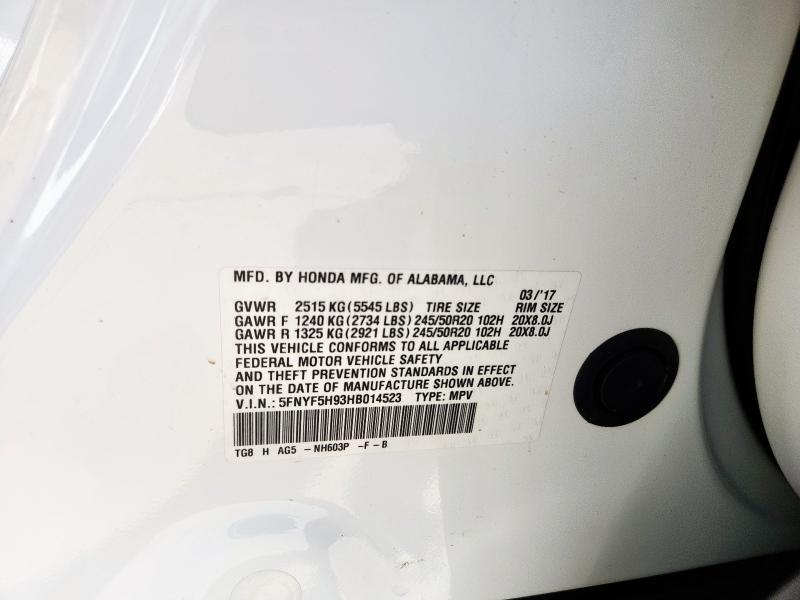 MFD. BY HONDA MFG. OF ALABAMA, LLC
03/'17
GVWR 2515 KG (5545 LBS) TIRE SIZE RIM SIZE
GAWR F 1240 KG (2734 LBS) 245/50R20 102H 20X8.0J
GAWR R 1325 KG (2921 LBS) 245/50R20 102H 20X8.0J
THIS VEHICLE CONFORMS TO ALL APPLICABLE
FEDERAL MOTOR VEHICLE SAFETY
AND THEFT PREVENTION STANDARDS IN EFFECT
ON THE DATE OF MANUFACTURE SHOWN ABOVE.
V.I.N.: 5FNYF5H93HB014523 TYPE: MPV
TG8 H AG5 -NH603P -F-B